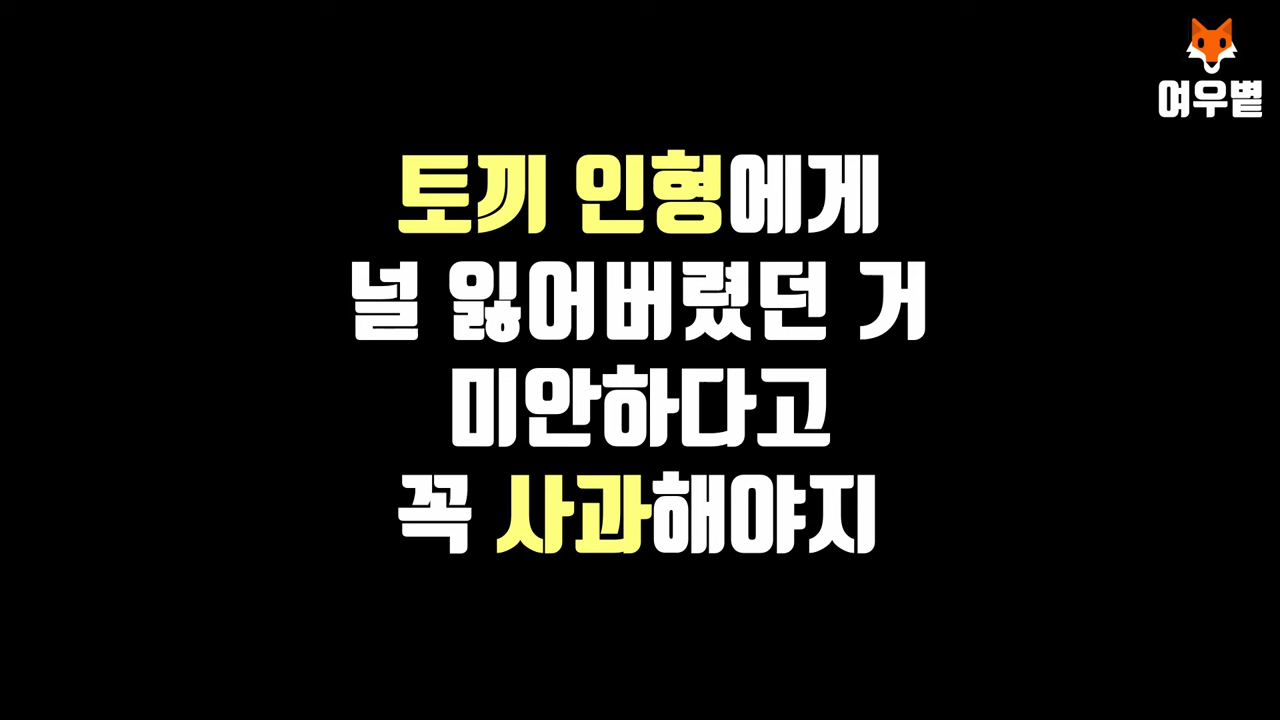 여우볕
토끼 인형에게
널 잃어버렸던 거
미안하다고
꼭 사과해야지